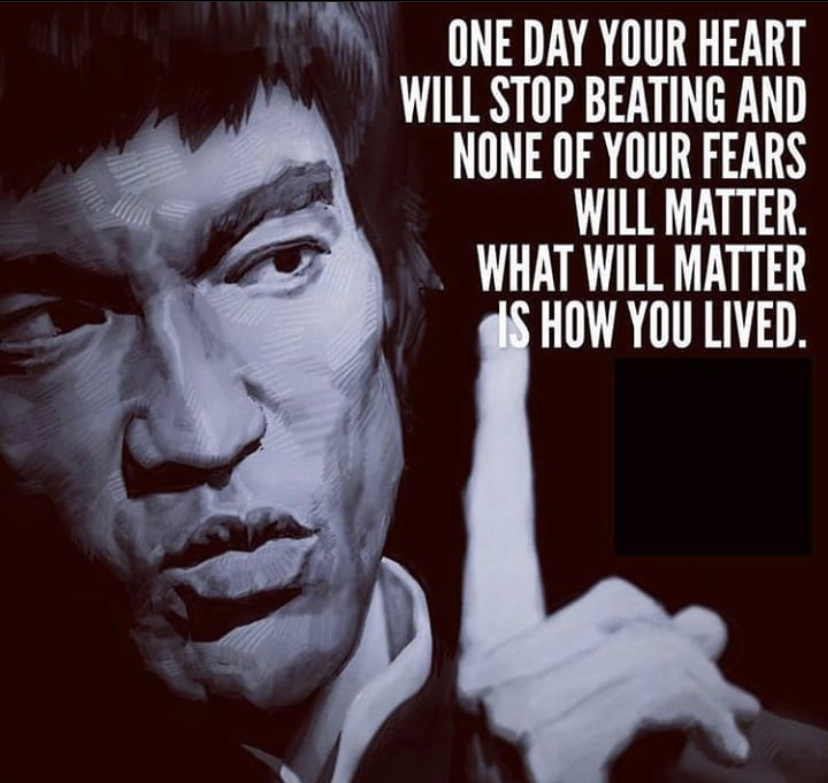 ONE DAY YOUR HEART
WILL STOP BEATING AND
NONE OF YOUR FEARS
WILL MATTER.
WHAT WILL MATTER
IS HOW YOU LIVED.